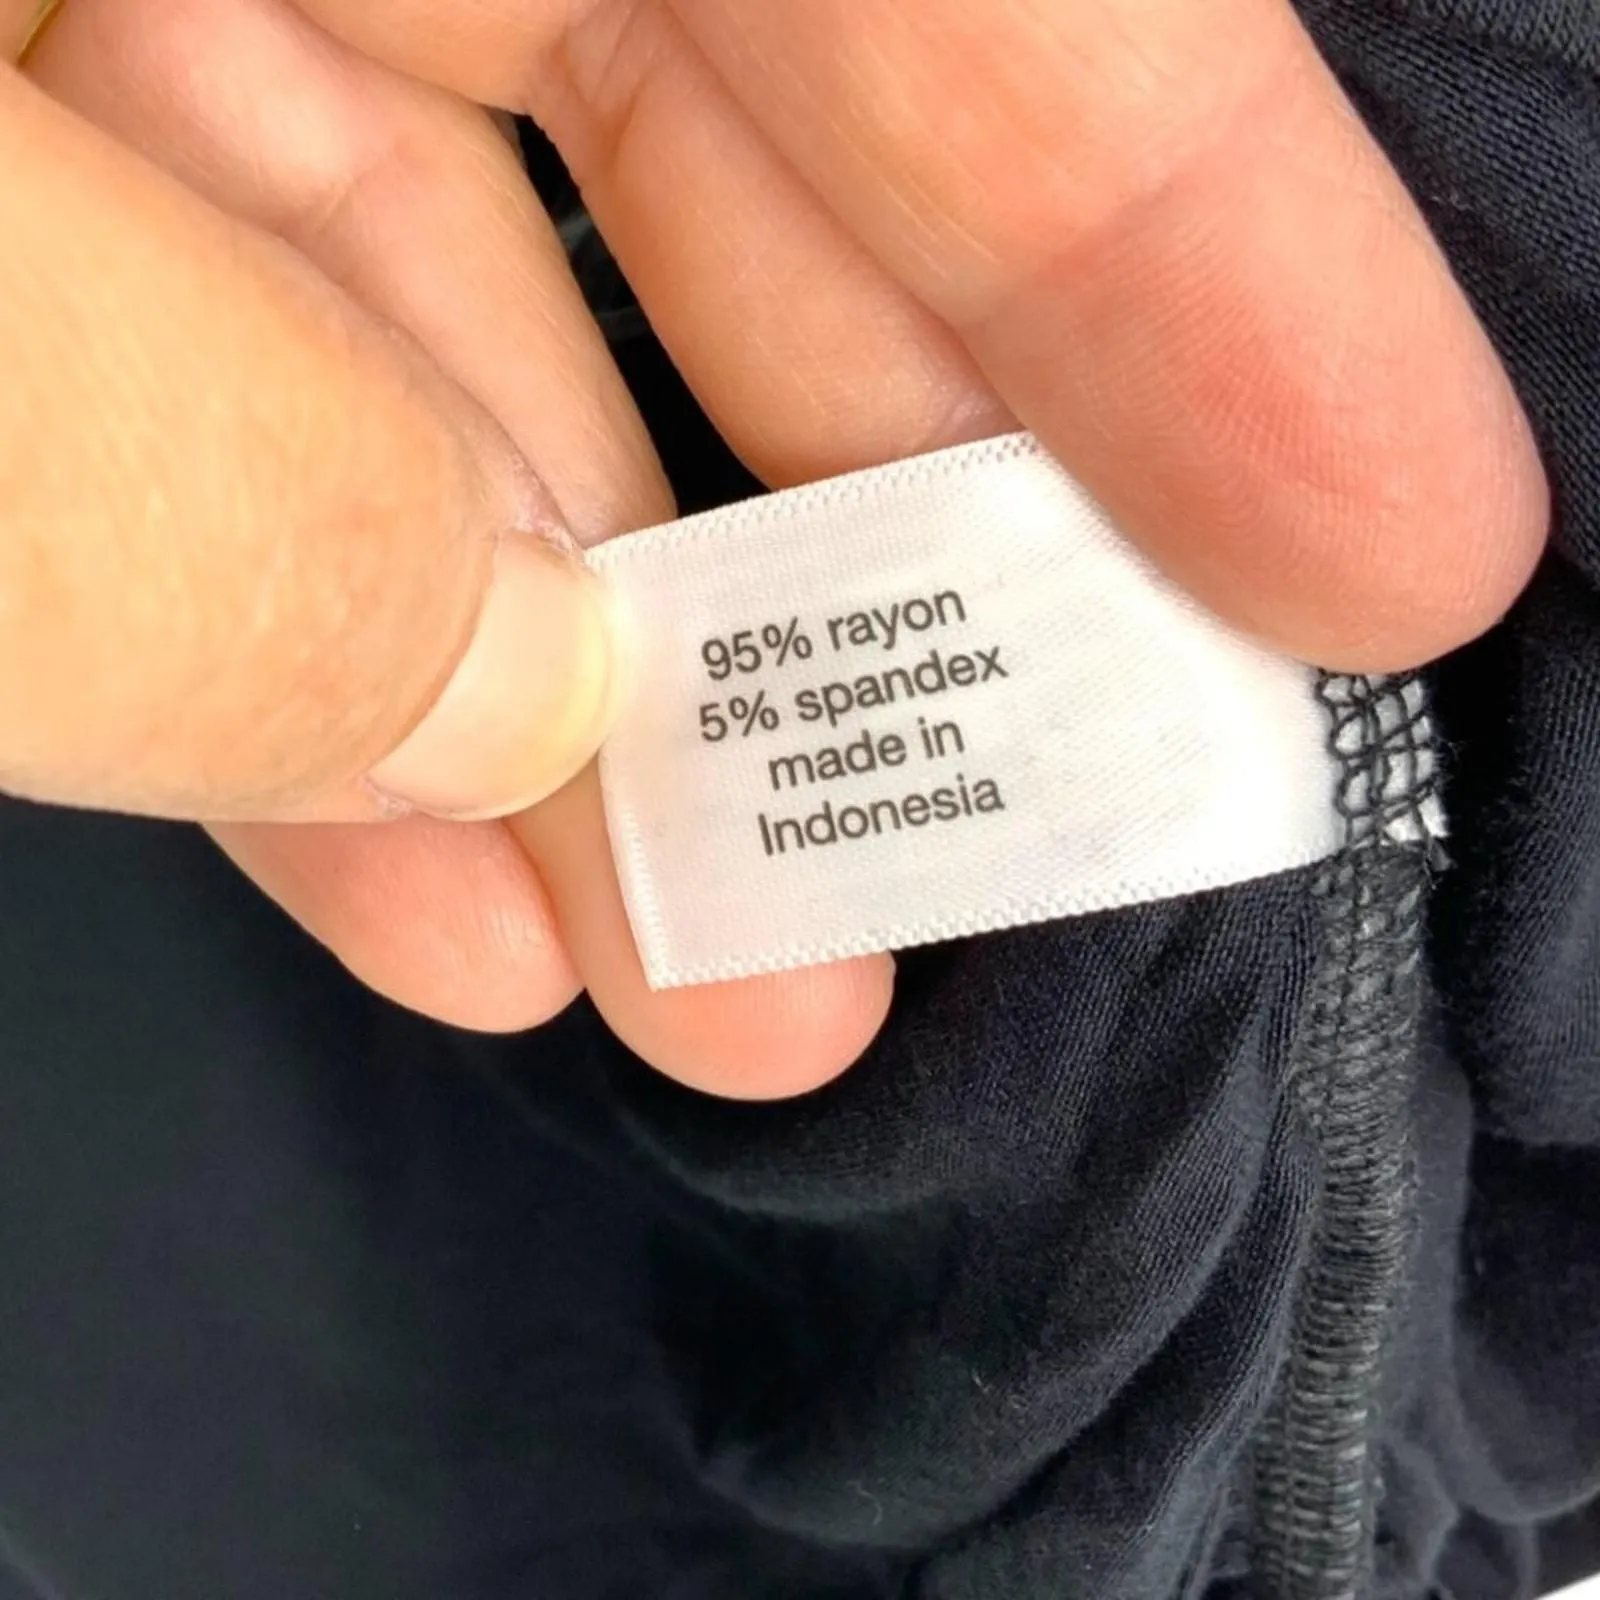 95% rayon
5% spandex
made in
Indonesia